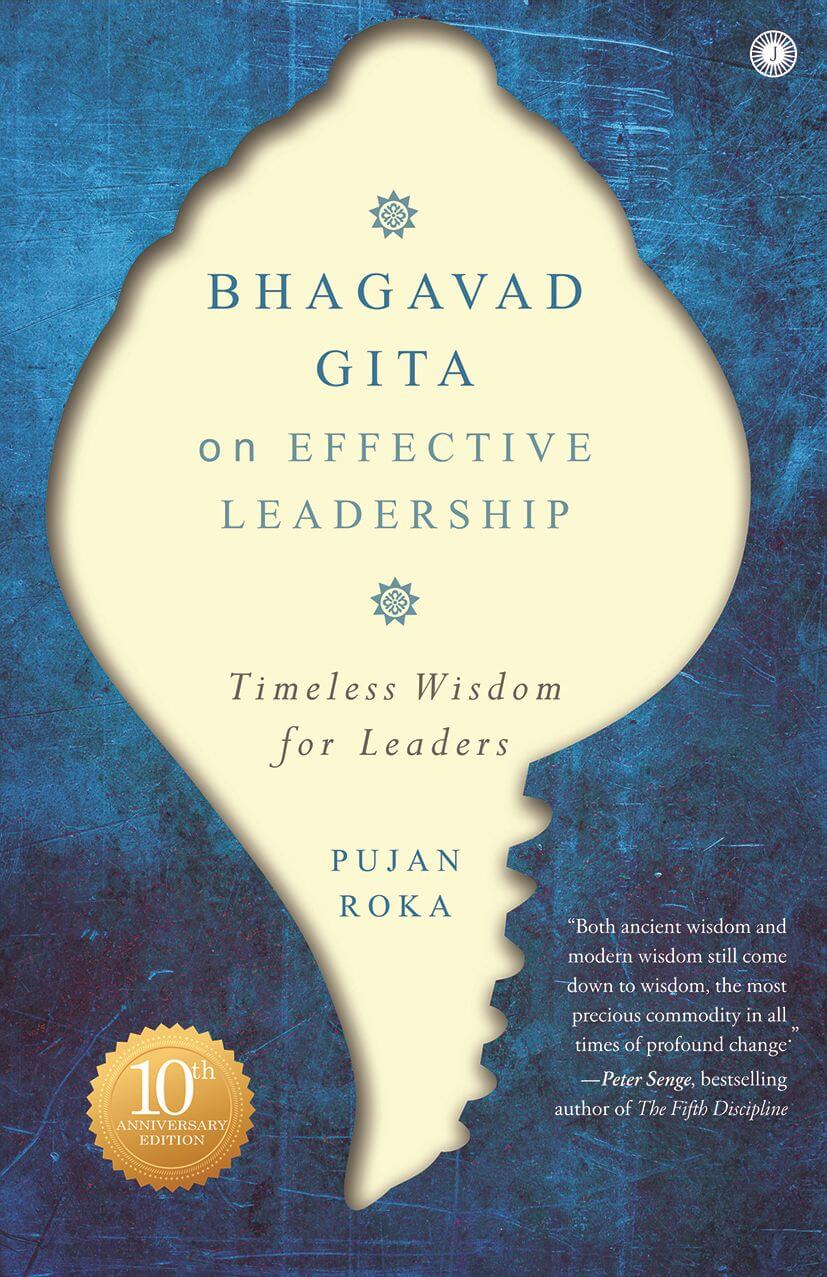 J
BHAGAVAD
GITA
on EFFECTIVE
LEADERSHIP
Timeless Wisdom
for Leaders
PUJAN
ROKA
“Both ancient wisdom and
modern wisdom still come
down to wisdom, the most
precious commodity in all
times of profound change.”
—Peter Senge, bestselling
author of The Fifth Discipline
10th
ANNIVERSARY
EDITION